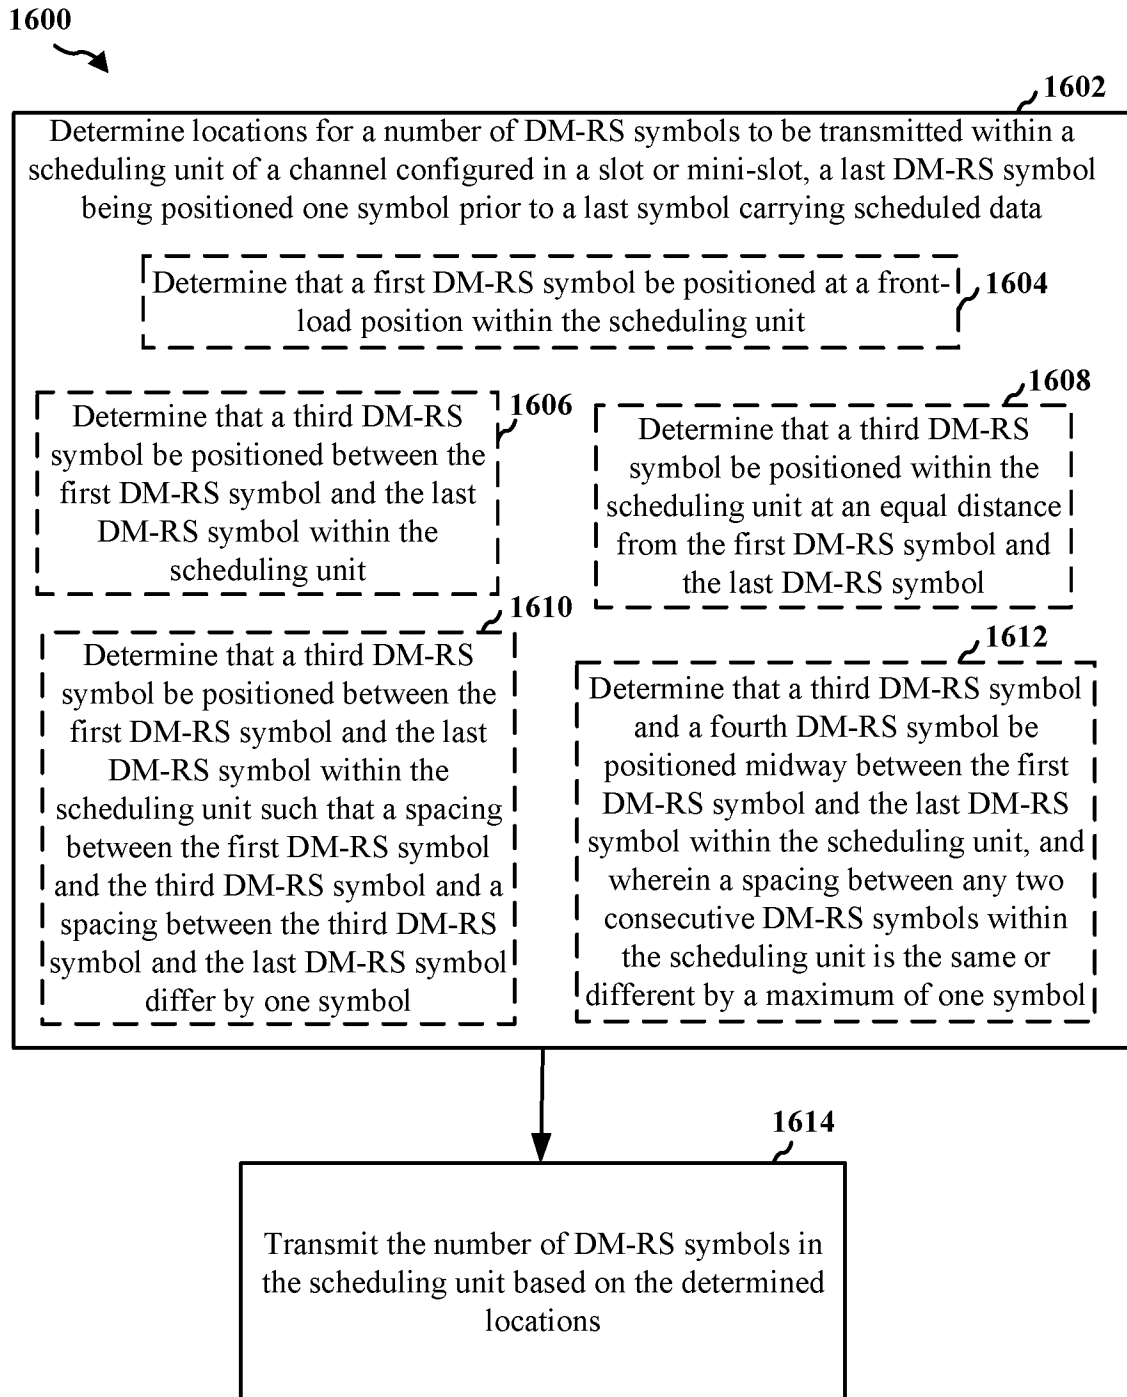 1600
1602
Determine locations for a number of DM-RS symbols to be transmitted within a
scheduling unit of a channel configured in a slot or mini-slot, a last DM-RS symbol
being positioned one symbol prior to a last symbol carrying scheduled data
1604
Determine that a first DM-RS symbol be positioned at a front-
load position within the scheduling unit
1606
Determine that a third DM-RS
symbol be positioned between the
first DM-RS symbol and the last
DM-RS symbol within the
scheduling unit
1608
Determine that a third DM-RS
symbol be positioned within the
scheduling unit at an equal distance
from the first DM-RS symbol and
the last DM-RS symbol
1610
Determine that a third DM-RS
symbol be positioned between the
first DM-RS symbol and the last
DM-RS symbol within the
scheduling unit such that a spacing
between the first DM-RS symbol
and the third DM-RS symbol and a
spacing between the third DM-RS
symbol and the last DM-RS symbol
differ by one symbol
1612
Determine that a third DM-RS symbol
and a fourth DM-RS symbol be
positioned midway between the first
DM-RS symbol and the last DM-RS
symbol within the scheduling unit, and
wherein a spacing between any two
consecutive DM-RS symbols within
the scheduling unit is the same or
different by a maximum of one symbol
1614
Transmit the number of DM-RS symbols in
the scheduling unit based on the determined
locations